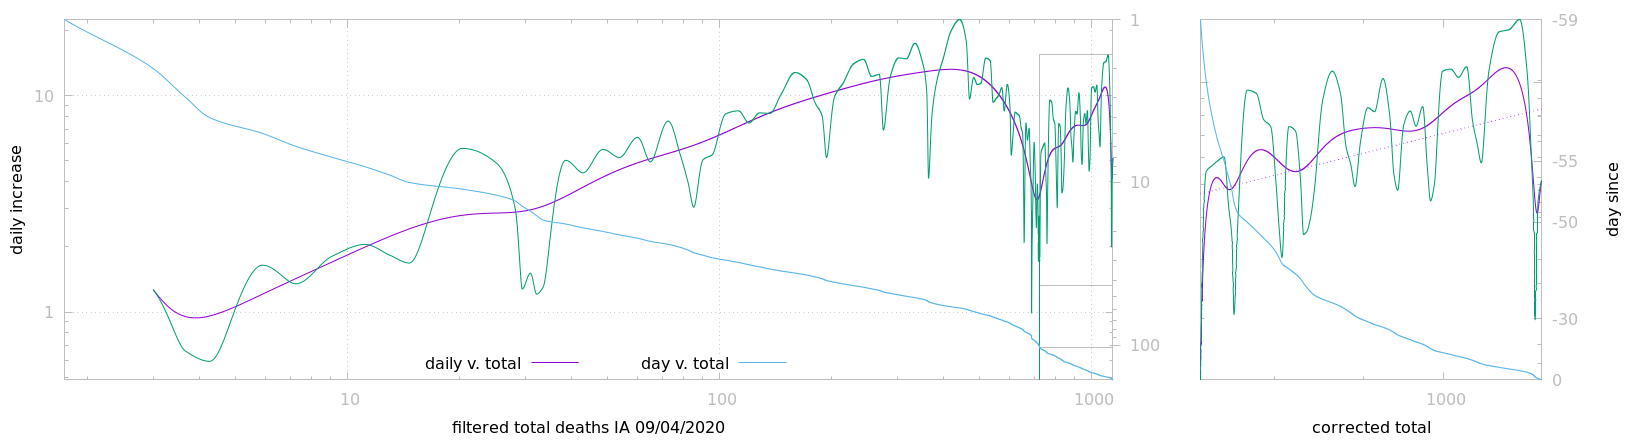 1
-59
10
daily increase
-55
10
-50
day since
1
-30
100
daily v. total
day v. total
0
10
100
1000
1000
filtered total deaths IA 09/04/2020
corrected total